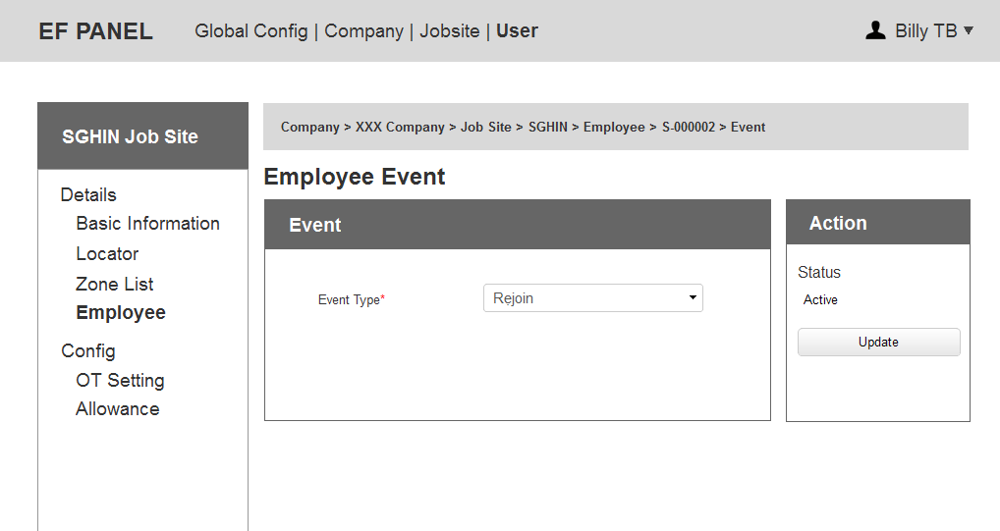 EF PANEL
Global Config | Company | Jobsite | User
Billy TB
SGHIN Job Site
Company > XXX Company > Job Site > SGHIN > Employee > S-000002 > Event
Details
Basic Information
Locator
Zone List
Employee
Config
OT Setting
Allowance
Employee Event
Event
Event Type*
Rejoin
Action
Status
Active
Update